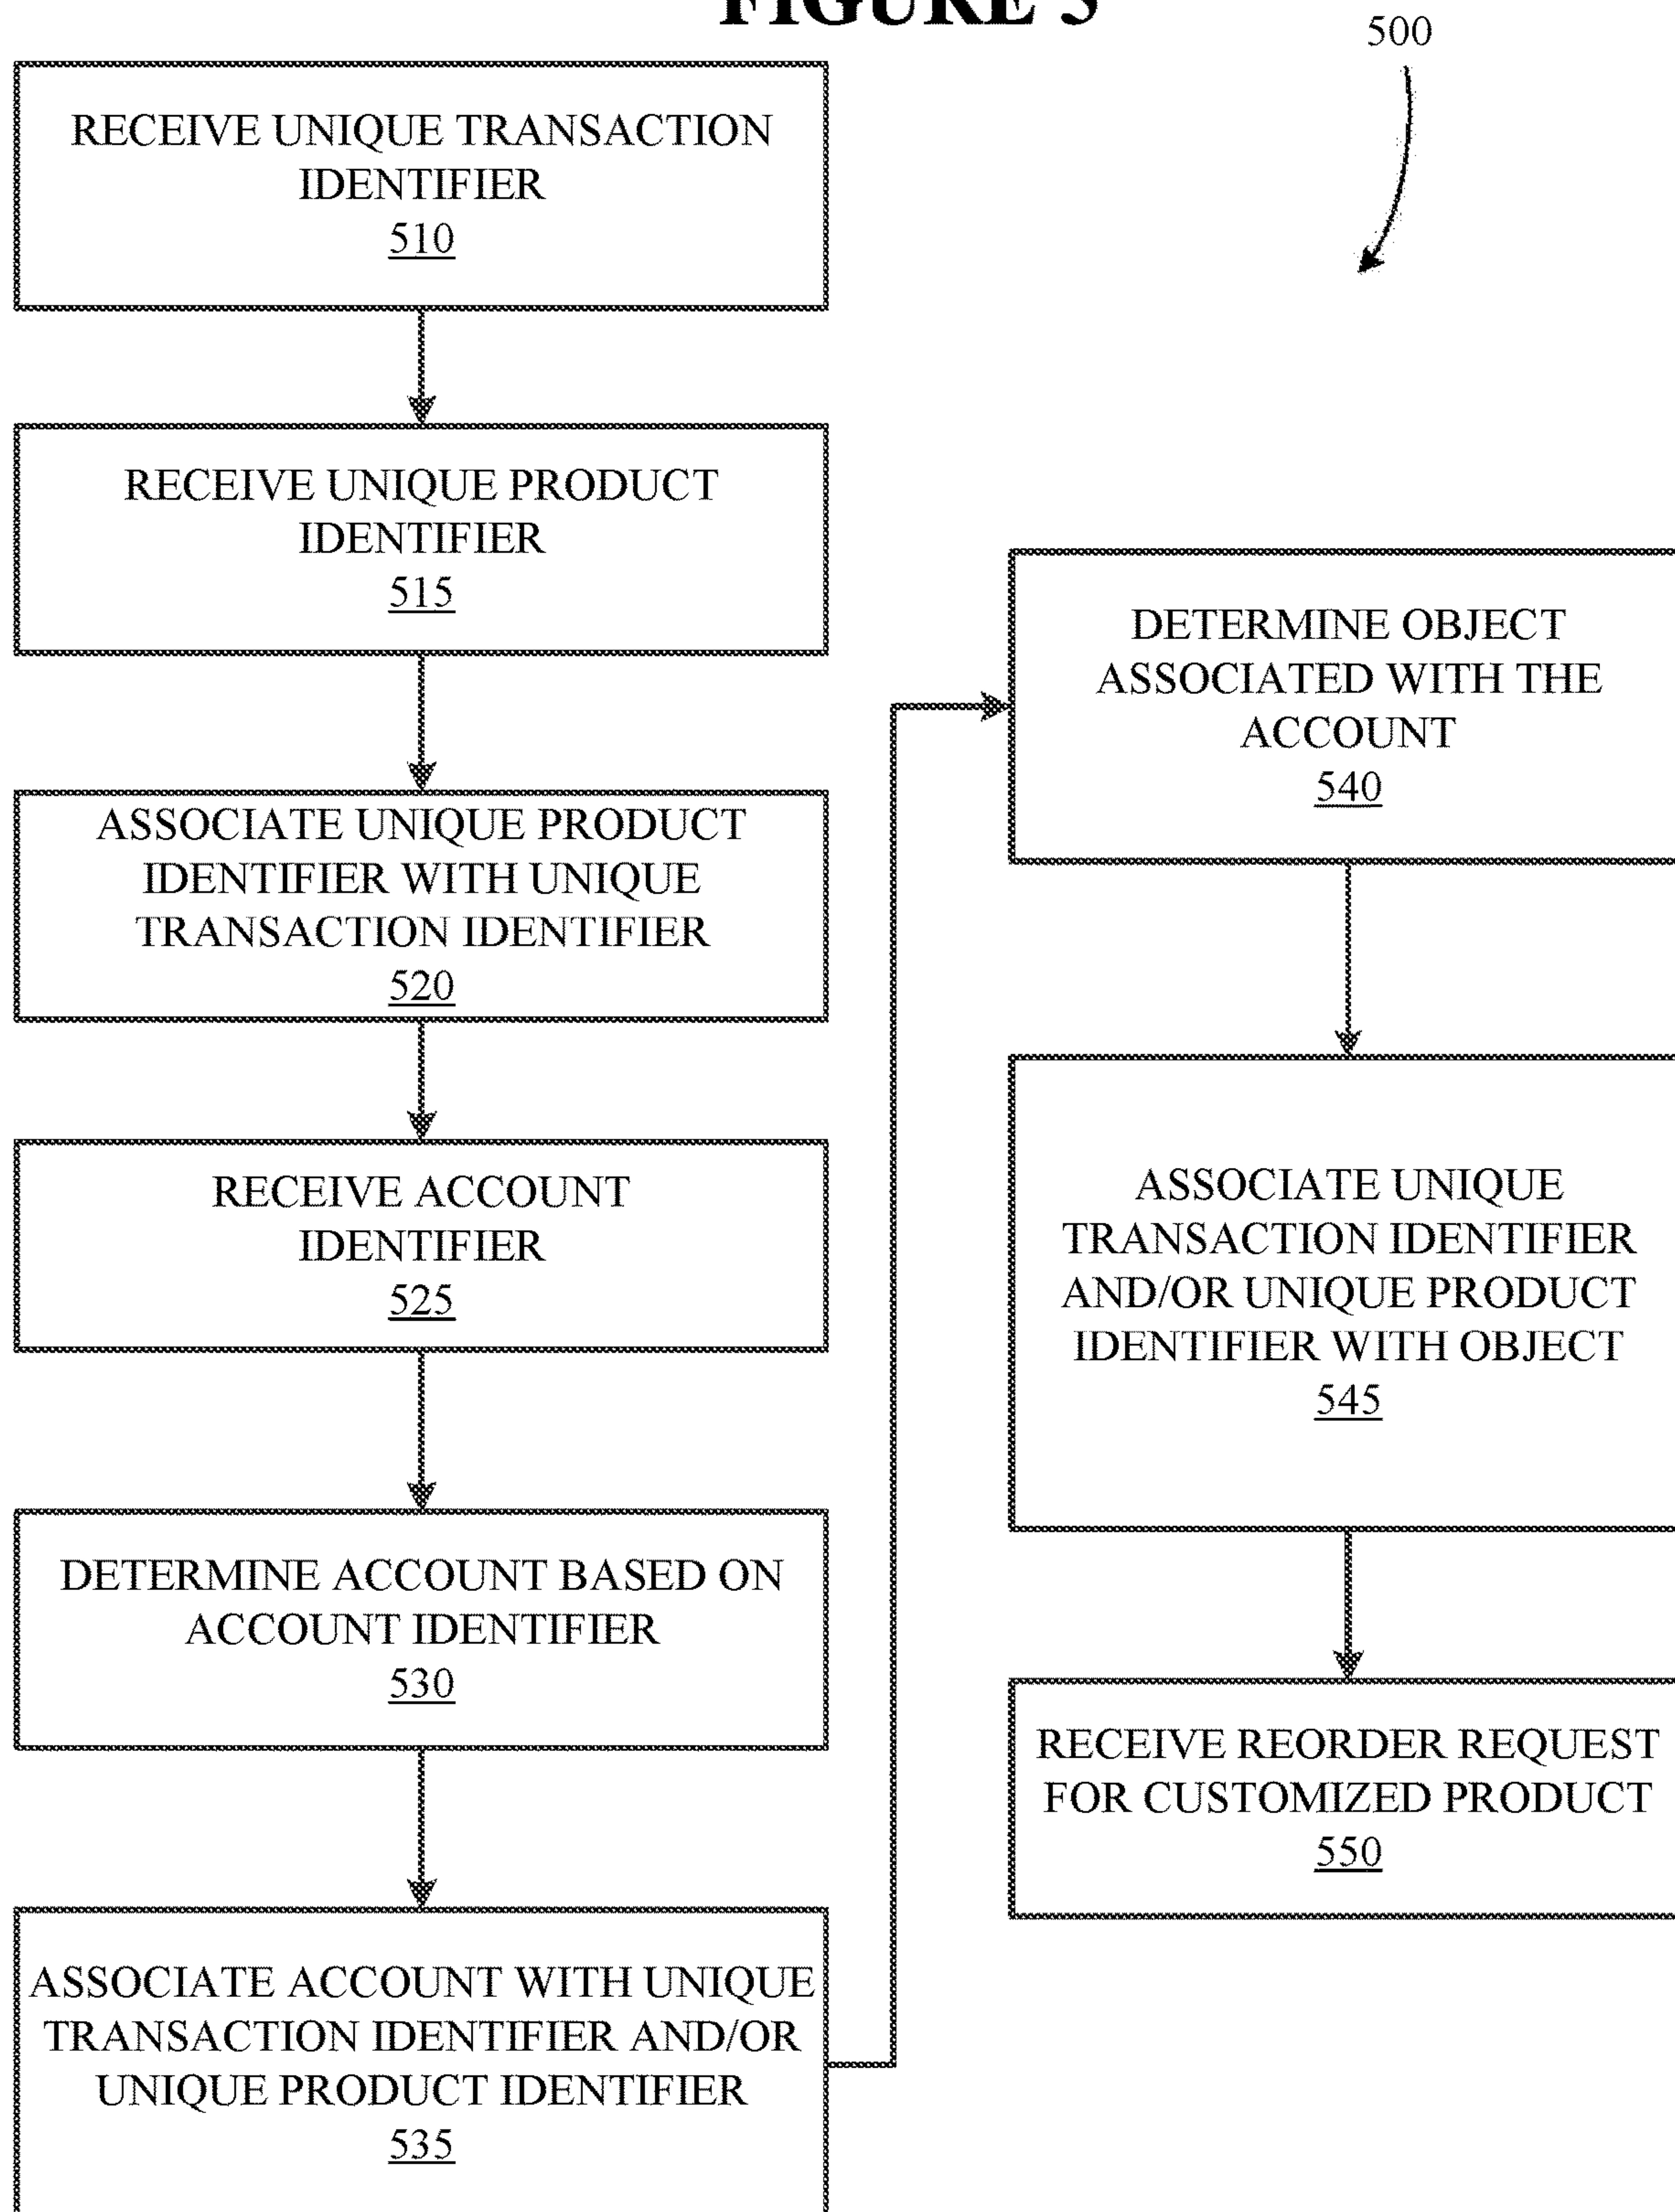 FIGURE 5
500
RECEIVE UNIQUE TRANSACTION
IDENTIFIER
510
RECEIVE UNIQUE PRODUCT
IDENTIFIER
515
ASSOCIATE UNIQUE PRODUCT
IDENTIFIER WITH UNIQUE
TRANSACTION IDENTIFIER
520
RECEIVE ACCOUNT
IDENTIFIER
525
DETERMINE ACCOUNT BASED ON
ACCOUNT IDENTIFIER
530
ASSOCIATE ACCOUNT WITH UNIQUE
TRANSACTION IDENTIFIER AND/OR
UNIQUE PRODUCT IDENTIFIER
535
DETERMINE OBJECT
ASSOCIATED WITH THE
ACCOUNT
540
ASSOCIATE UNIQUE
TRANSACTION IDENTIFIER
AND/OR UNIQUE PRODUCT
IDENTIFIER WITH OBJECT
545
RECEIVE REORDER REQUEST
FOR CUSTOMIZED PRODUCT
550